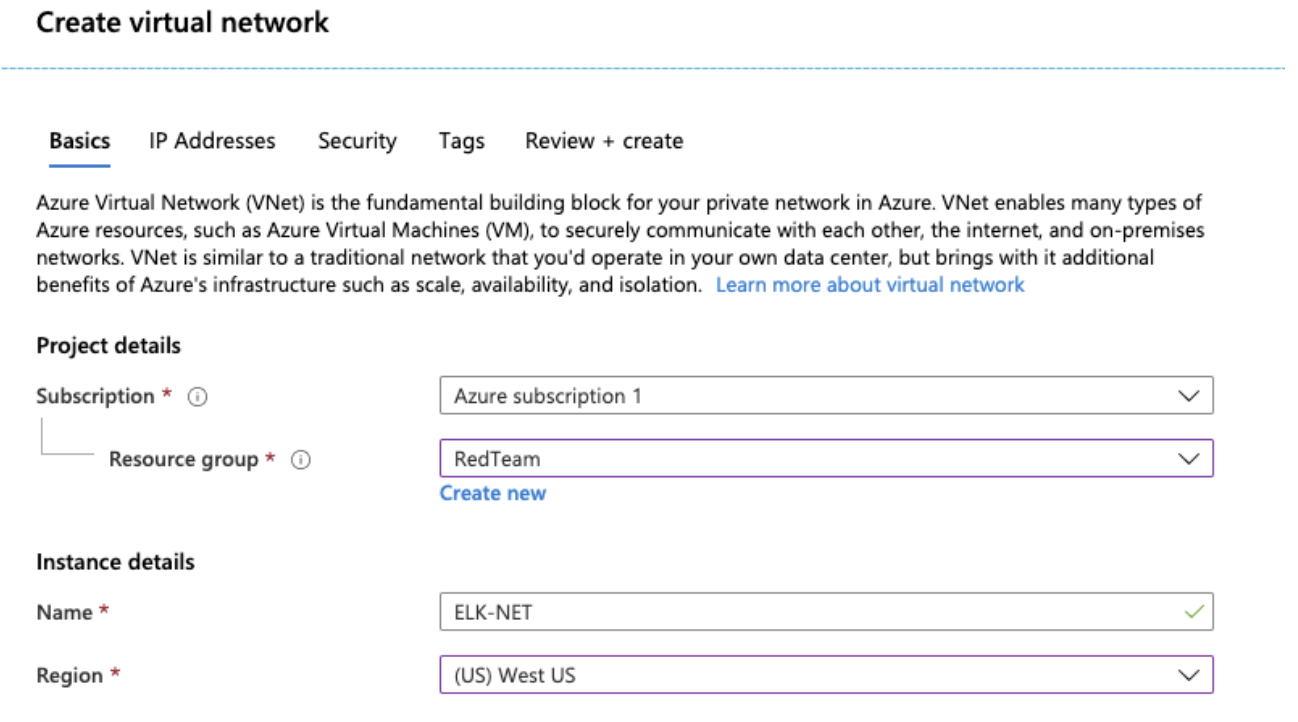 Create virtual network
Basics IP Addresses Security Tags Review + create
Azure Virtual Network (VNet) is the fundamental building block for your private network in Azure. VNet enables many types of
Azure resources, such as Azure Virtual Machines (VM), to securely communicate with each other, the internet, and on-premises
networks. VNet is similar to a traditional network that you'd operate in your own data center, but brings with it additional
benefits of Azure's infrastructure such as scale, availability, and isolation. Learn more about virtual network
Project details
Subscription * Azure subscription 1
Resource group * RedTeam
Create new
Instance details
Name * ELK-NET
Region * (US) West US